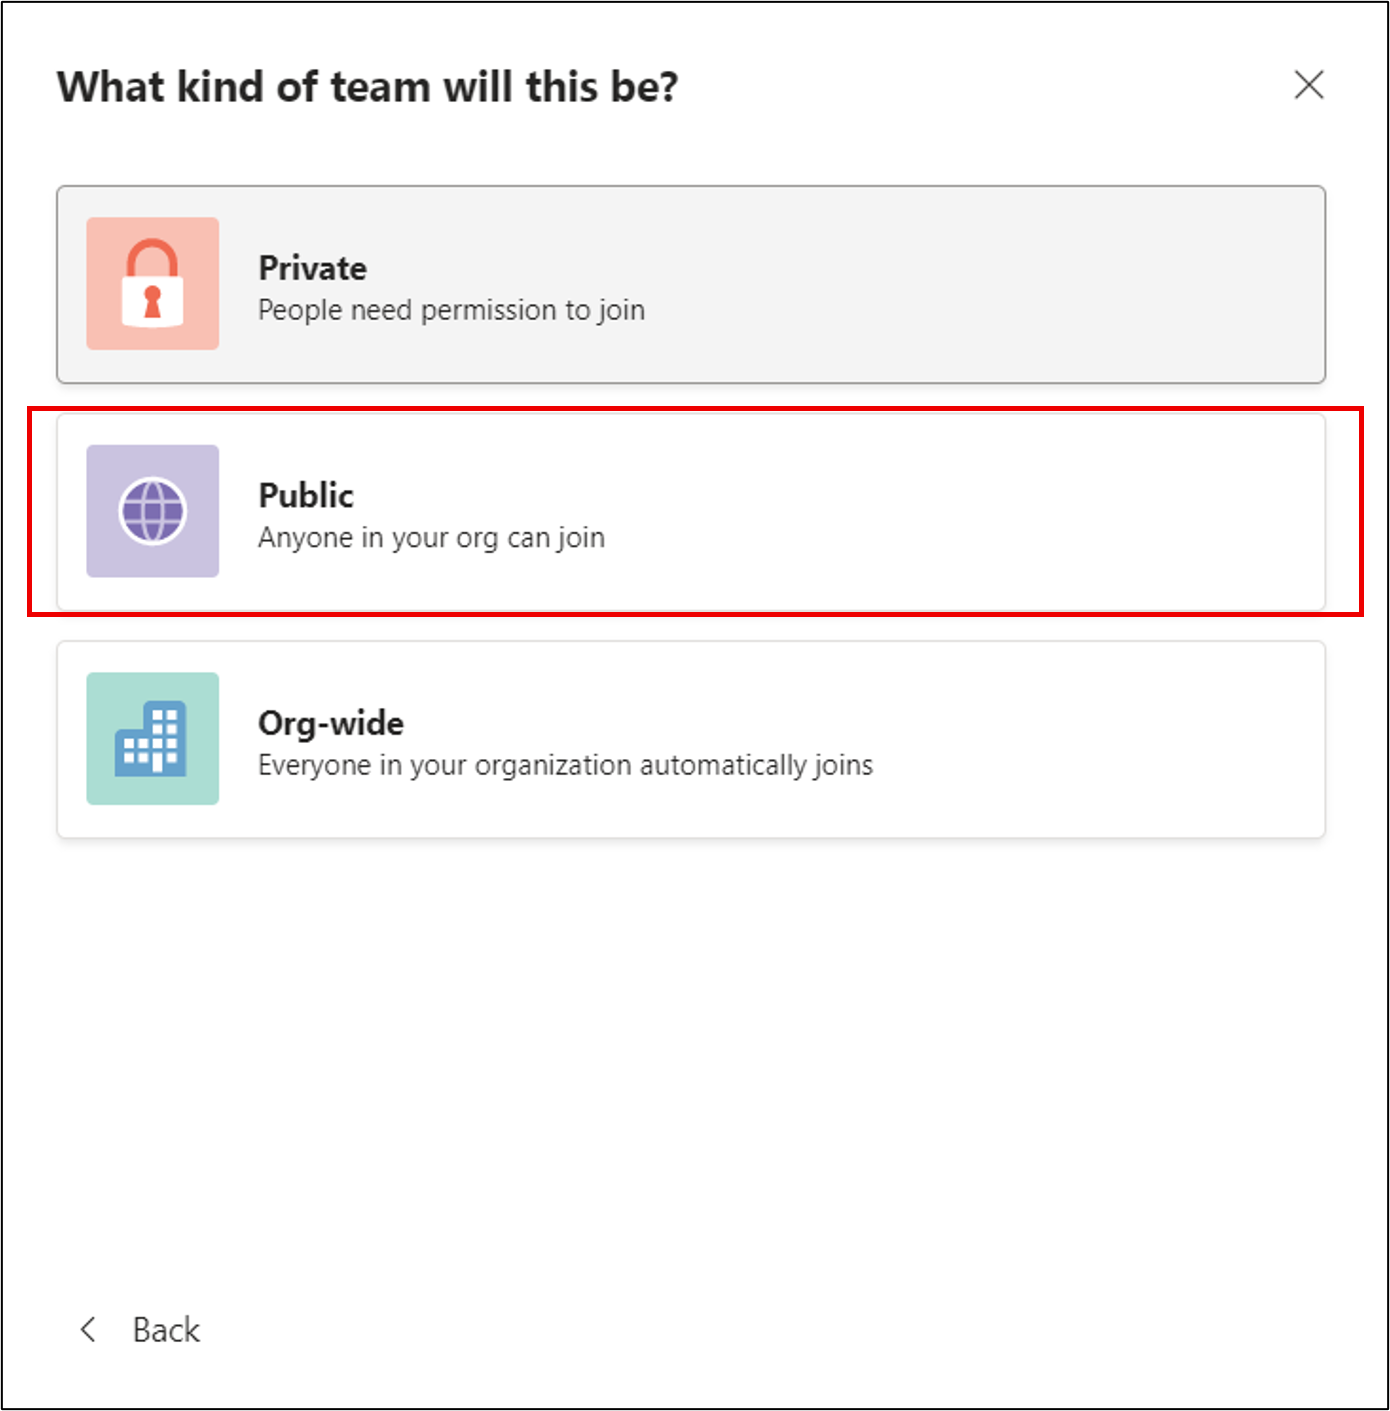 What kind of team will this be?
Private
People need permission to join
Public
Anyone in your org can join
Org-wide
Everyone in your organization automatically joins
Back